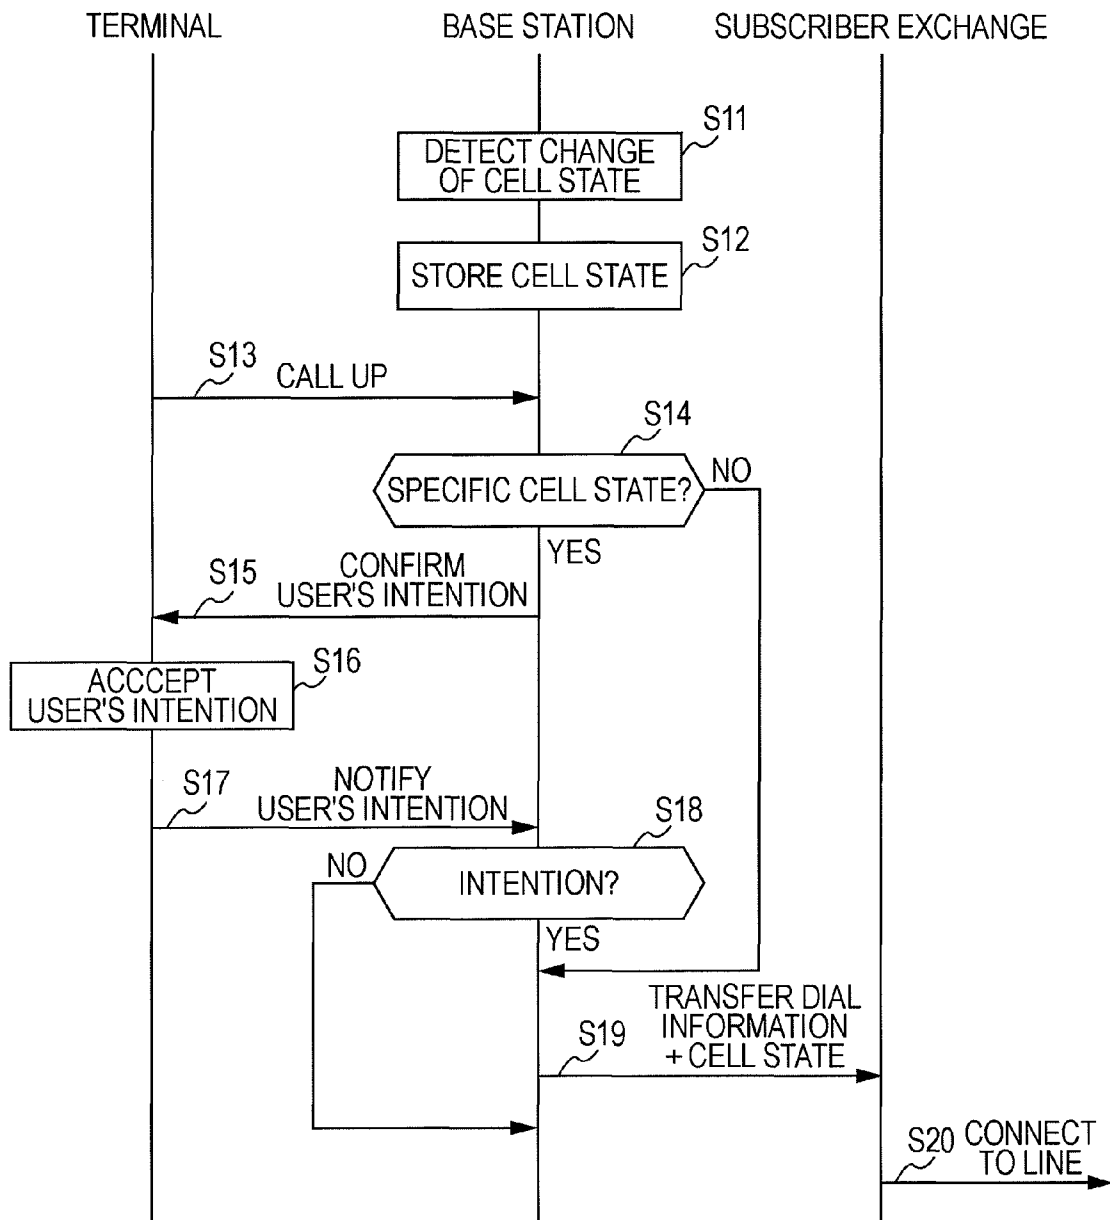 TERMINAL
BASE STATION
SUBSCRIBER EXCHANGE
S11
DETECT CHANGE
OF CELL STATE
S12
STORE CELL STATE
S13
CALL UP
S14
SPECIFIC CELL STATE?
NO
YES
S15
CONFIRM
USER'S INTENTION
S16
ACCCEPT
USER'S INTENTION
S17
NOTIFY
USER'S INTENTION
S18
NO
INTENTION?
YES
TRANSFER DIAL
INFORMATION
+ CELL STATE
S19
S20
CONNECT
TO LINE